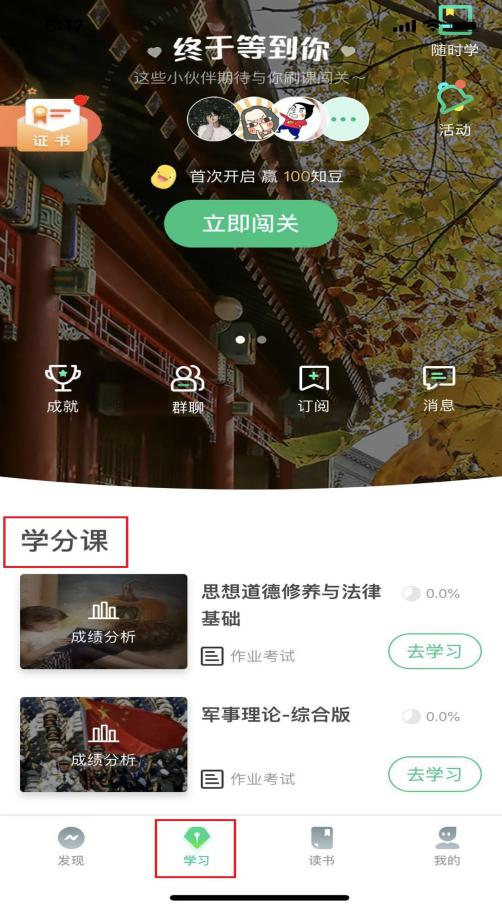 随时学
终于等到你
这些小伙伴期待与你刷课闯关～
证书
活动
首次开启 赢 100知豆
立即闯关
成就
群聊
订阅
消息
学分课
思想道德修养与法律
基础
0.0%
成绩分析
作业考试
去学习
军事理论-综合版
0.0%
成绩分析
作业考试
去学习
发现
学习
读书
我的